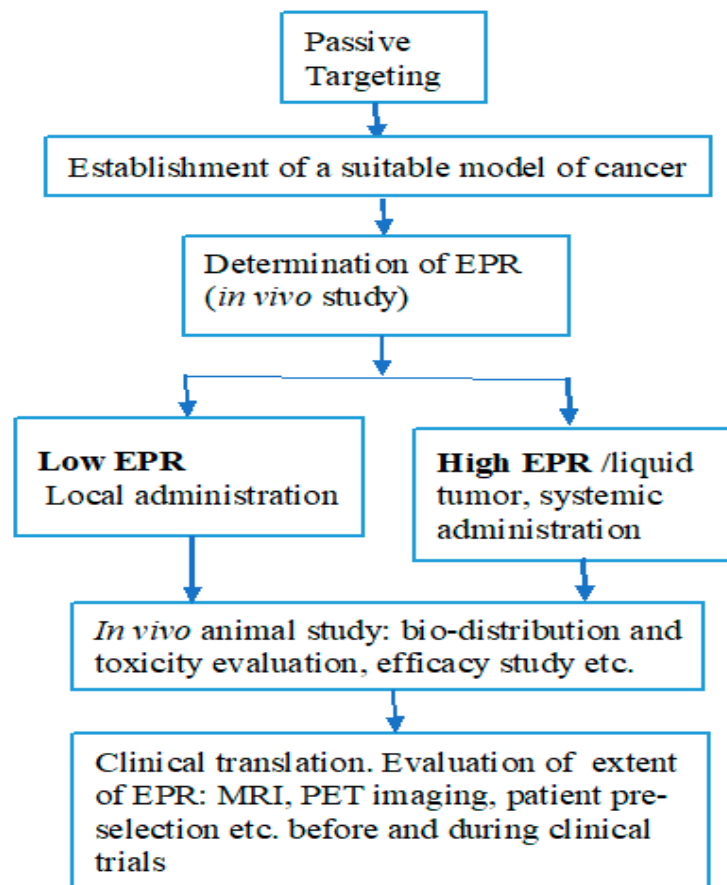 Passive
Targeting
Establishment of a suitable model of cancer
Determination of EPR
(in vivo study)
Low EPR
Local administration
High EPR /liquid
tumor, systemic
administration
In vivo animal study: bio-distribution and
toxicity evaluation, efficacy study etc.
Clinical translation. Evaluation of extent
of EPR: MRI, PET imaging, patient pre-
selection etc. before and during clinical
trials